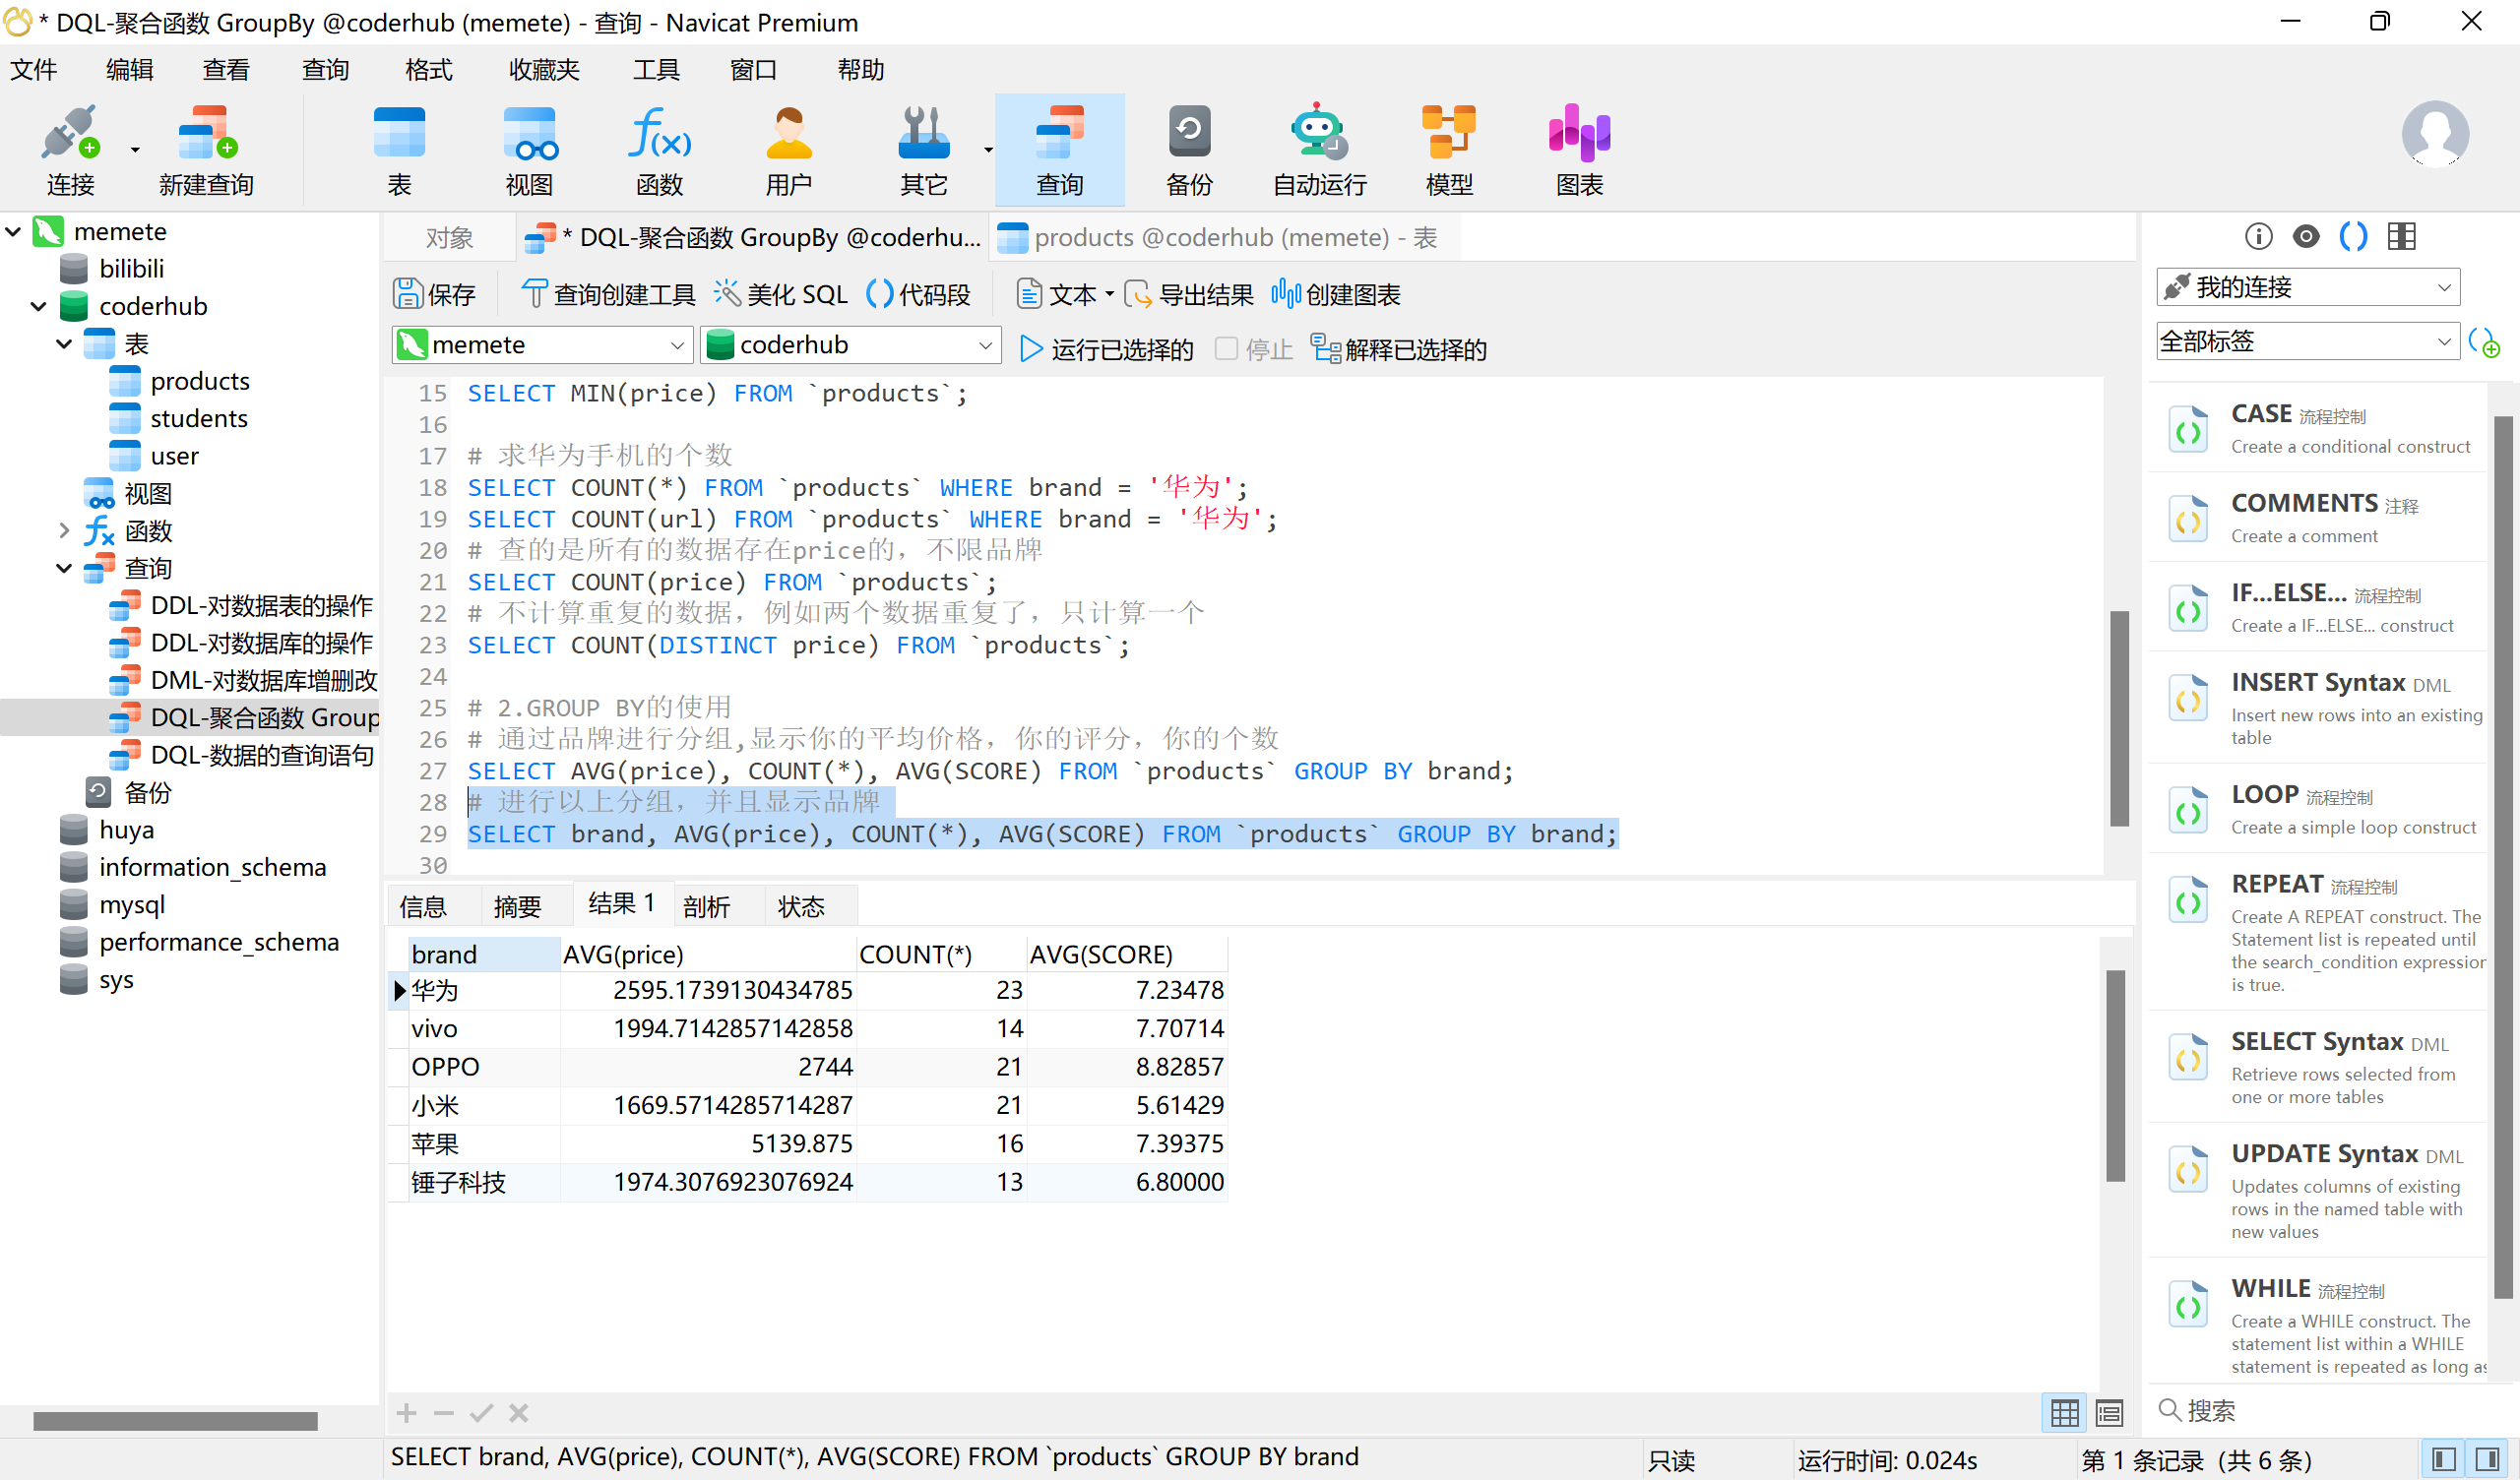 * DQL-聚合函数 GroupBy @coderhub (memete) - 查询 - Navicat Premium
文件 编辑 查看 查询 格式 收藏夹 工具 窗口 帮助
连接 新建查询 表 视图 函数 用户 其它 查询 备份 自动运行 模型 图表
memete
bilibili
coderhub
表
products
students
user
视图
函数
查询
DDL-对数据表的操作
DDL-对数据库的操作
DML-对数据库增删改
DQL-聚合函数 Group
DQL-数据的查询语句
备份
huya
information_schema
mysql
performance_schema
sys
对象 * DQL-聚合函数 GroupBy @coderhu... products @coderhub (memete) - 表
保存 查询创建工具 美化 SQL 代码段 文本 导出结果 创建图表
memete coderhub 运行已选择的 停止 解释已选择的
15 SELECT MIN(price) FROM `products`;
16
17 # 求华为手机的个数
18 SELECT COUNT(*) FROM `products` WHERE brand = '华为';
19 SELECT COUNT(url) FROM `products` WHERE brand = '华为';
20 # 查的是所有的数据存在price的，不限品牌
21 SELECT COUNT(price) FROM `products`;
22 # 不计算重复的数据，例如两个数据重复了，只计算一个
23 SELECT COUNT(DISTINCT price) FROM `products`;
24
25 # 2.GROUP BY的使用
26 # 通过品牌进行分组,显示你的平均价格，你的评分，你的个数
27 SELECT AVG(price), COUNT(*), AVG(SCORE) FROM `products` GROUP BY brand;
28 # 进行以上分组，并且显示品牌
29 SELECT brand, AVG(price), COUNT(*), AVG(SCORE) FROM `products` GROUP BY brand;
30
信息 摘要 结果 1 剖析 状态
brand AVG(price) COUNT(*) AVG(SCORE)
华为 2595.1739130434785 23 7.23478
vivo 1994.7142857142858 14 7.70714
OPPO 2744 21 8.82857
小米 1669.5714285714287 21 5.61429
苹果 5139.875 16 7.39375
锤子科技 1974.3076923076924 13 6.80000
我的连接
全部标签
CASE 流程控制
Create a conditional construct
COMMENTS 注释
Create a comment
IF...ELSE... 流程控制
Create a IF...ELSE... construct
INSERT Syntax DML
Insert new rows into an existing
table
LOOP 流程控制
Create a simple loop construct
REPEAT 流程控制
Create A REPEAT construct. The
Statement list is repeated until
the search_condition expression
is true.
SELECT Syntax DML
Retrieve rows selected from
one or more tables
UPDATE Syntax DML
Updates columns of existing
rows in the named table with
new values
WHILE 流程控制
Create a WHILE construct. The
statement list within a WHILE
statement is repeated as long as
搜索
SELECT brand, AVG(price), COUNT(*), AVG(SCORE) FROM `products` GROUP BY brand 只读 运行时间: 0.024s 第 1 条记录 (共 6 条)